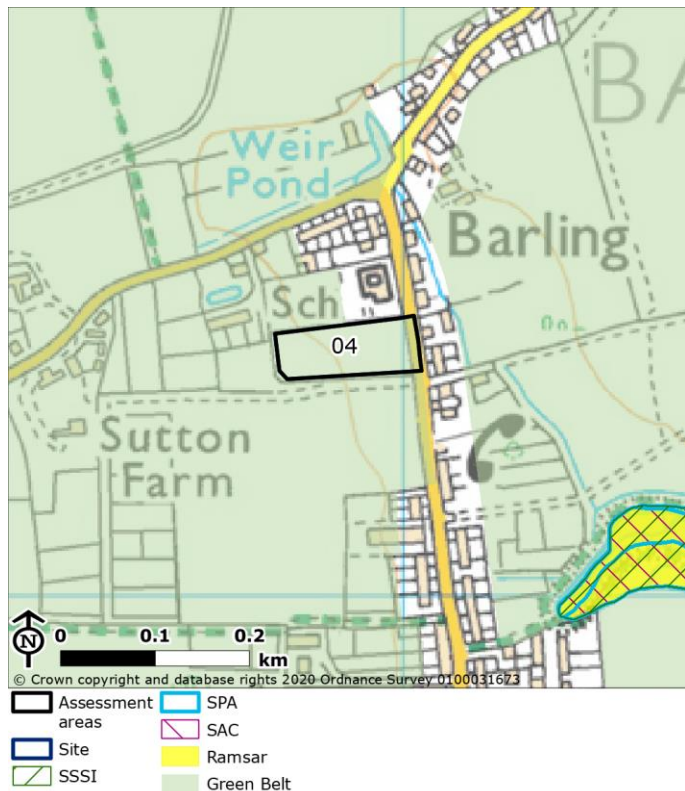 BA
Weir
Pond
Barling
Sch
04
Sutton
Farm
N
0 0.1 0.2
km
© Crown copyright and database rights 2020 Ordnance Survey 0100031673
Assessment areas
Site
SSSI
SPA
SAC
Ramsar
Green Belt